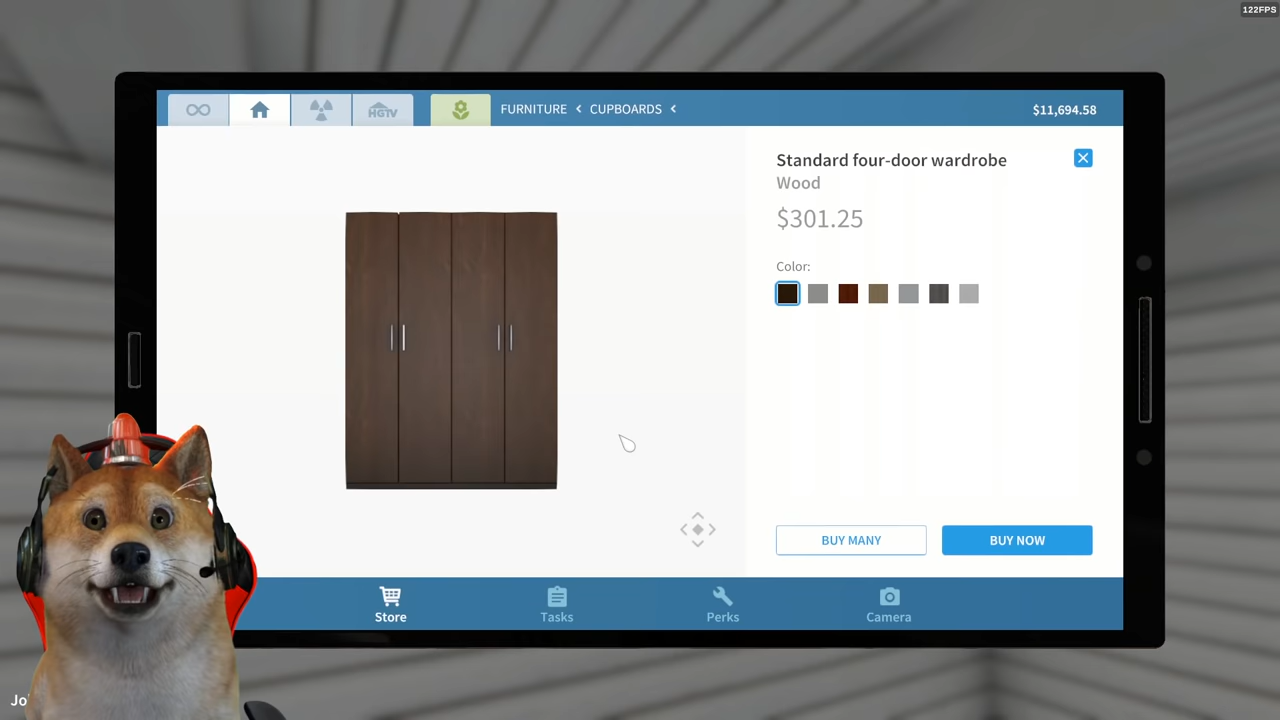 122FPS
HGTV
FURNITURE < CUPBOARDS <
$11,694.58
Standard four-door wardrobe
Wood
$301.25
Color:
BUY MANY
BUY NOW
Store
Tasks
Perks
Camera